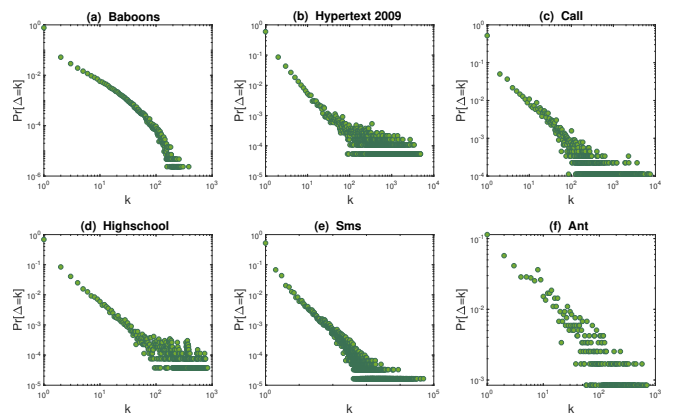 (a) Baboons
Pr[Δ=k]
10^0
10^-2
10^-4
10^-6
10^0 10^1 10^2 10^3
k
(b) Hypertext 2009
Pr[Δ=k]
10^0
10^-1
10^-2
10^-3
10^-4
10^-5
10^0 10^1 10^2 10^3 10^4
k
(c) Call
Pr[Δ=k]
10^0
10^-1
10^-2
10^-3
10^-4
10^0 10^1 10^2 10^3 10^4
k
(d) Highschool
Pr[Δ=k]
10^0
10^-1
10^-2
10^-3
10^-4
10^-5
10^0 10^1 10^2 10^3
k
(e) Sms
Pr[Δ=k]
10^0
10^-1
10^-2
10^-3
10^-4
10^-5
10^0 10^5
k
(f) Ant
Pr[Δ=k]
10^-1
10^-2
10^-3
10^0 10^1 10^2 10^3
k